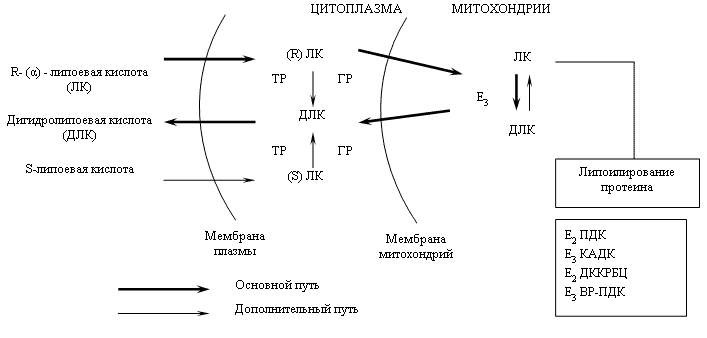 ЦИТОПЛАЗМА МИТОХОНДРИИ
R- (α) - липоевая кислота
(ЛК)
Дигидролипоевая кислота
(ДЛК)
S-липоевая кислота
(R) ЛК
ТР ГР
ДЛК
ТР ГР
(S) ЛК
ЛК
E3
ДЛК
Липоилирование
протеина
E2 ПДК
E3 КАДК
E2 ДККРБЦ
E3 ВР-ПДК
Мембрана
плазмы
Мембрана
митохондрий
Основной путь
Дополнительный путь